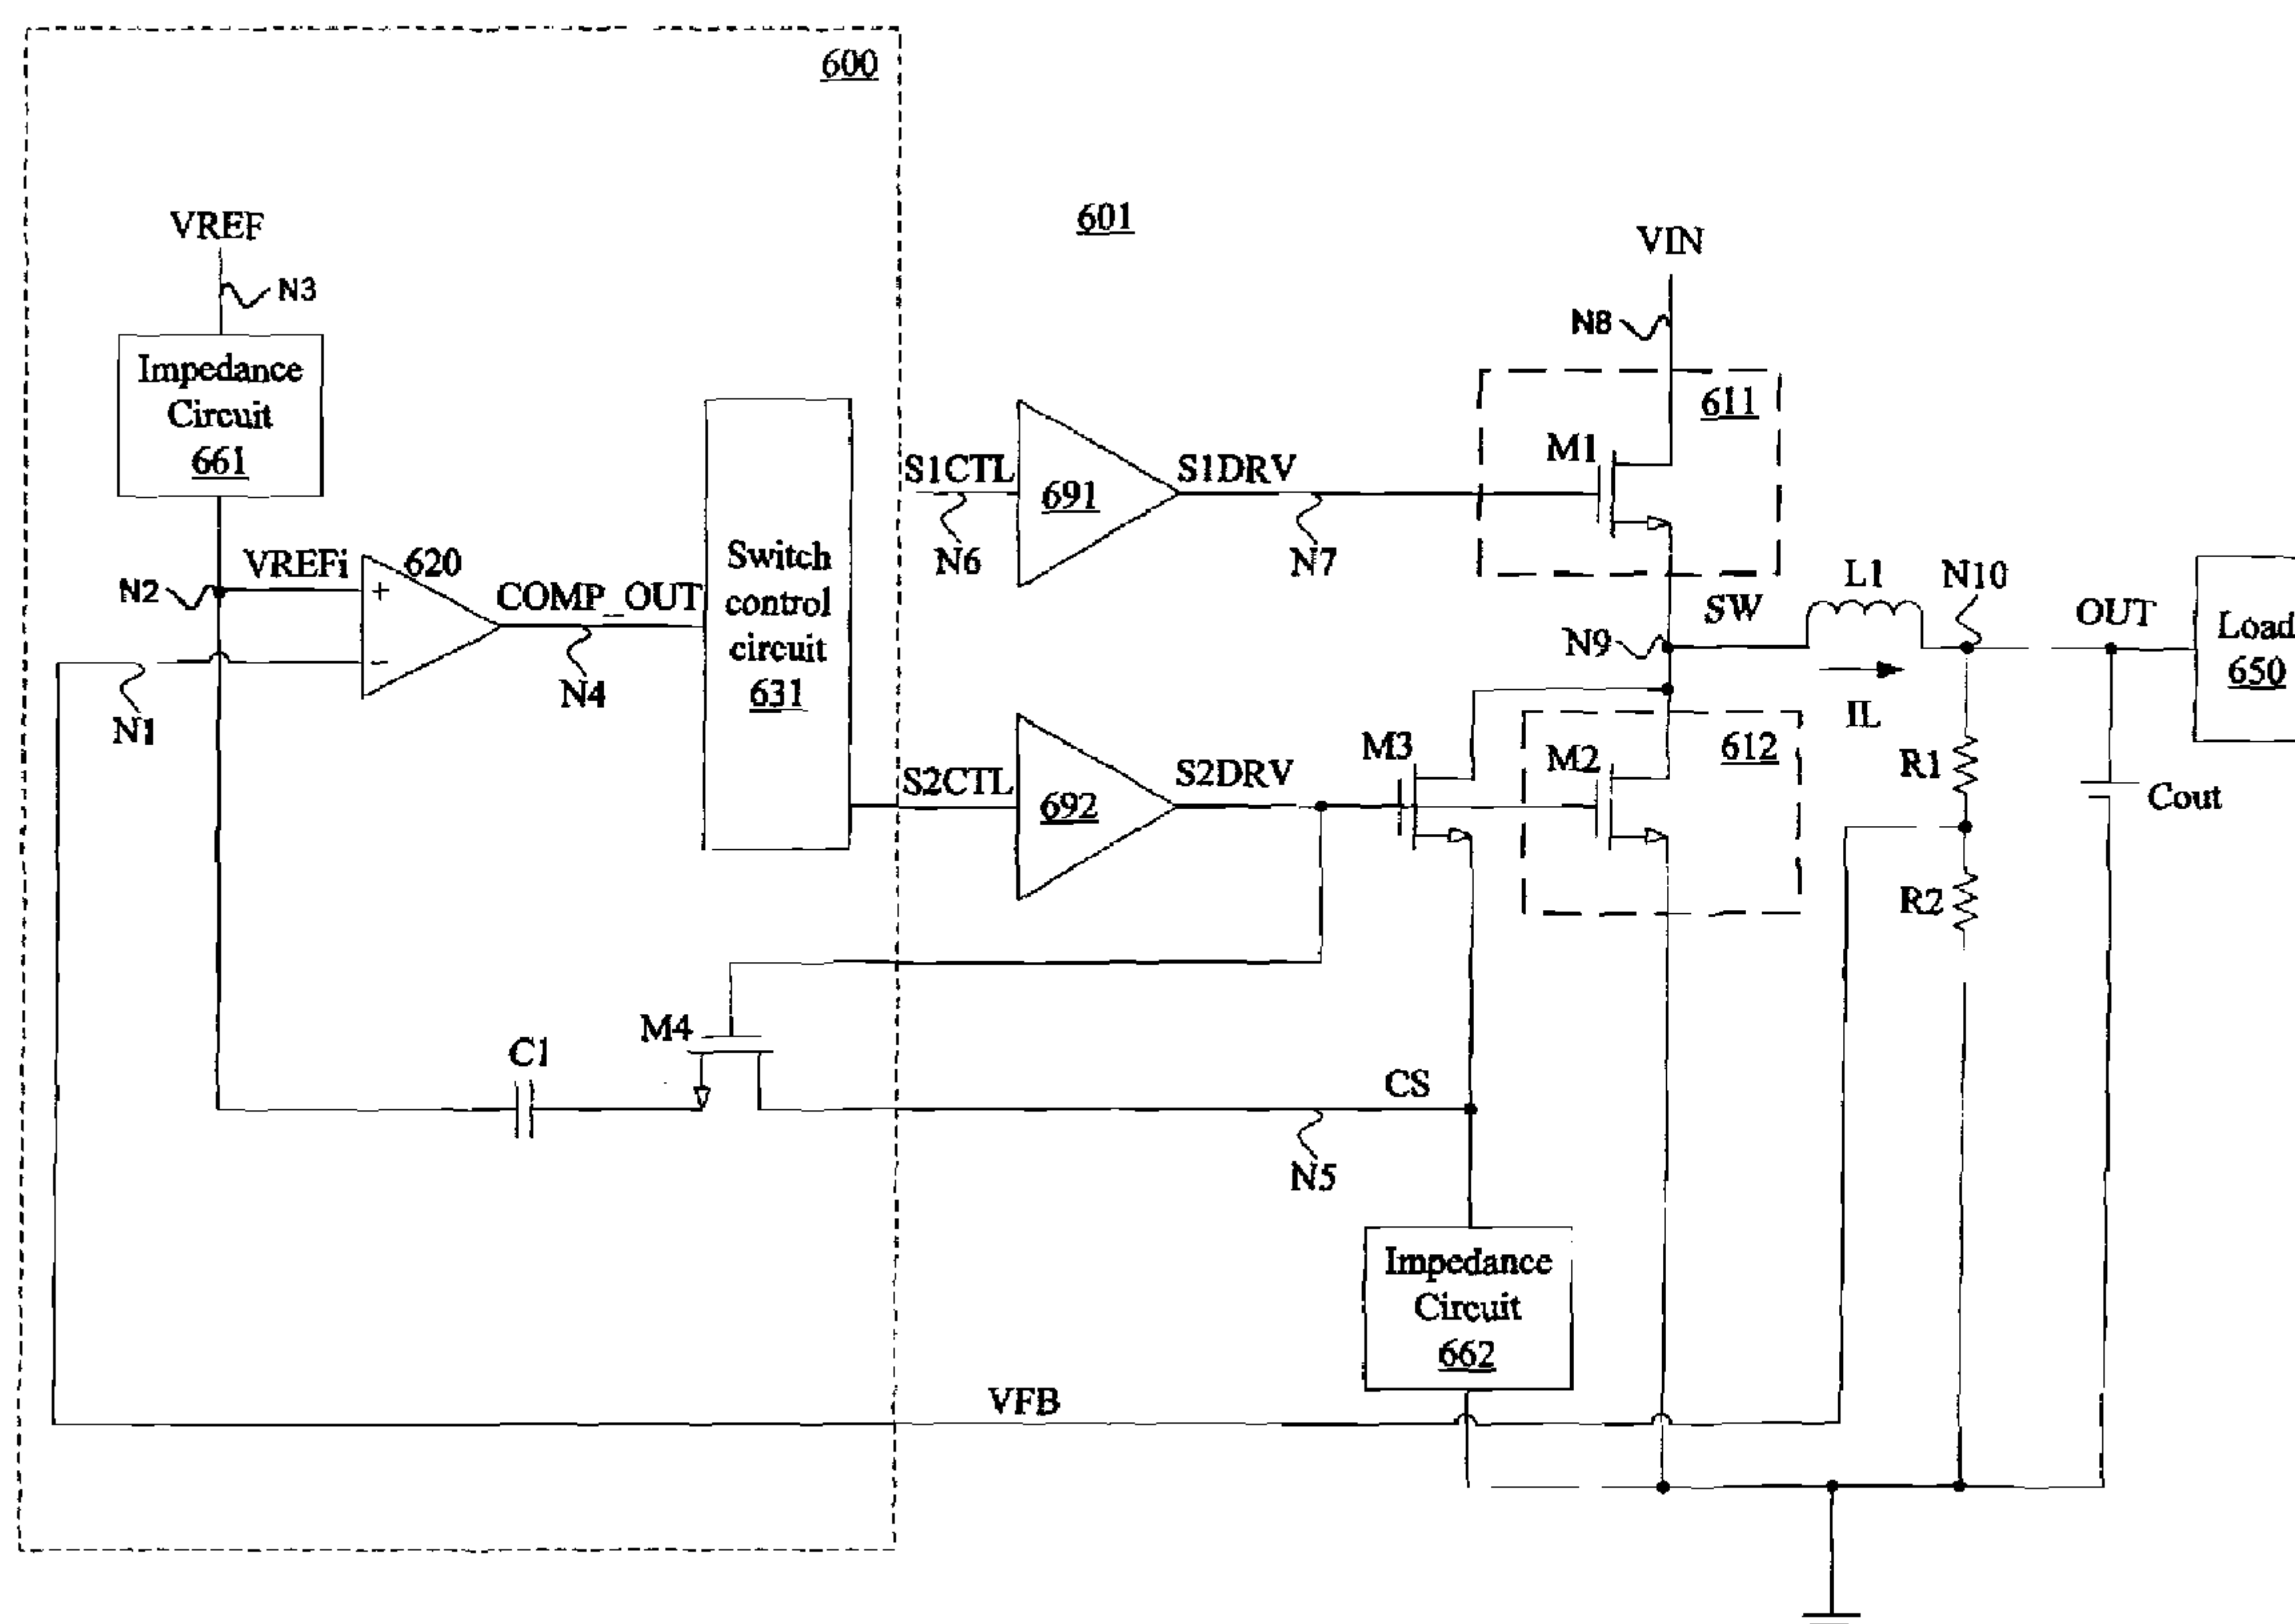 600
VREF
N3
601
VIN
N8
Impedance
Circuit
661
611
M1
S1CTL
691
S1DRV
N6
N7
VREFi
620
N2
+
-
COMP_OUT
N4
N1
Switch
control
circuit
631
L1
N10
SW
N9
OUT
IL
Load
650
S2CTL
692
S2DRV
M3
M2
612
R1
Cout
R2
M4
C1
CS
N5
Impedance
Circuit
662
VFB